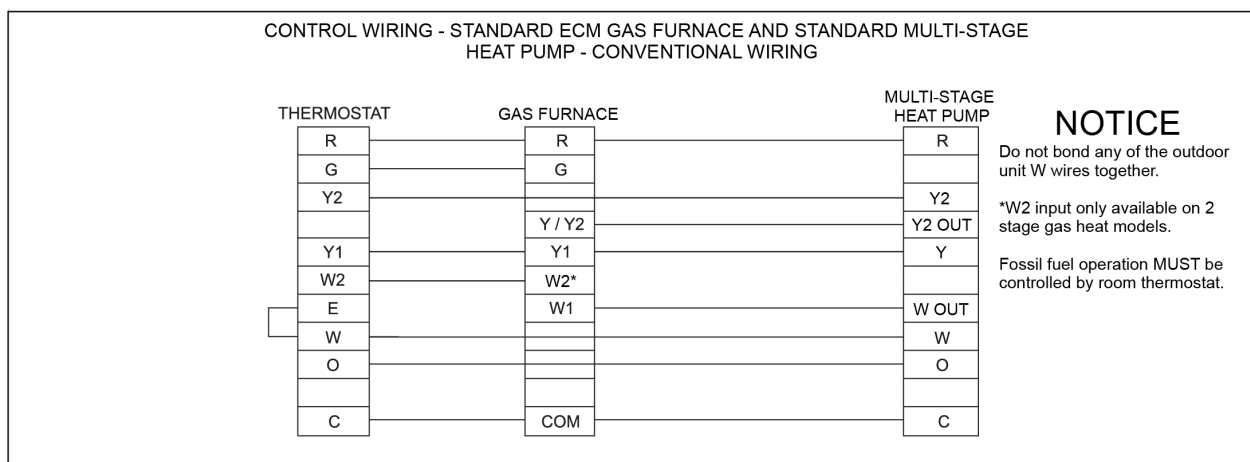 CONTROL WIRING - STANDARD ECM GAS FURNACE AND STANDARD MULTI-STAGE
HEAT PUMP - CONVENTIONAL WIRING
THERMOSTAT
R
G
Y2
Y1
W2
E
W
O
C
GAS FURNACE
R
G
Y / Y2
Y1
W2*
W1
COM
MULTI-STAGE
HEAT PUMP
R
Y2
Y2 OUT
Y
W OUT
W
O
C
NOTICE
Do not bond any of the outdoor
unit W wires together.
*W2 input only available on 2
stage gas heat models.
Fossil fuel operation MUST be
controlled by room thermostat.